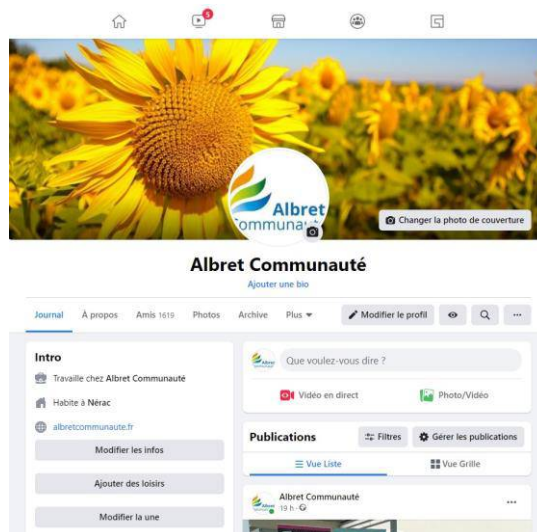 5
Albret
ommunauté
Changer la photo de couverture
Albret Communauté
Ajouter une bio
Journal À propos Amis 1619 Photos Archive Plus Modifier le profil
Intro
Travaille chez Albret Communauté
Habite à Nérac
albretcommunaute.fr
Modifier les infos
Ajouter des loisirs
Modifier la une
Que voulez-vous dire ?
Vidéo en direct Photo/Vidéo
Publications Filtres Gérer les publications
Vue Liste Vue Grille
Albret Communauté
19 h